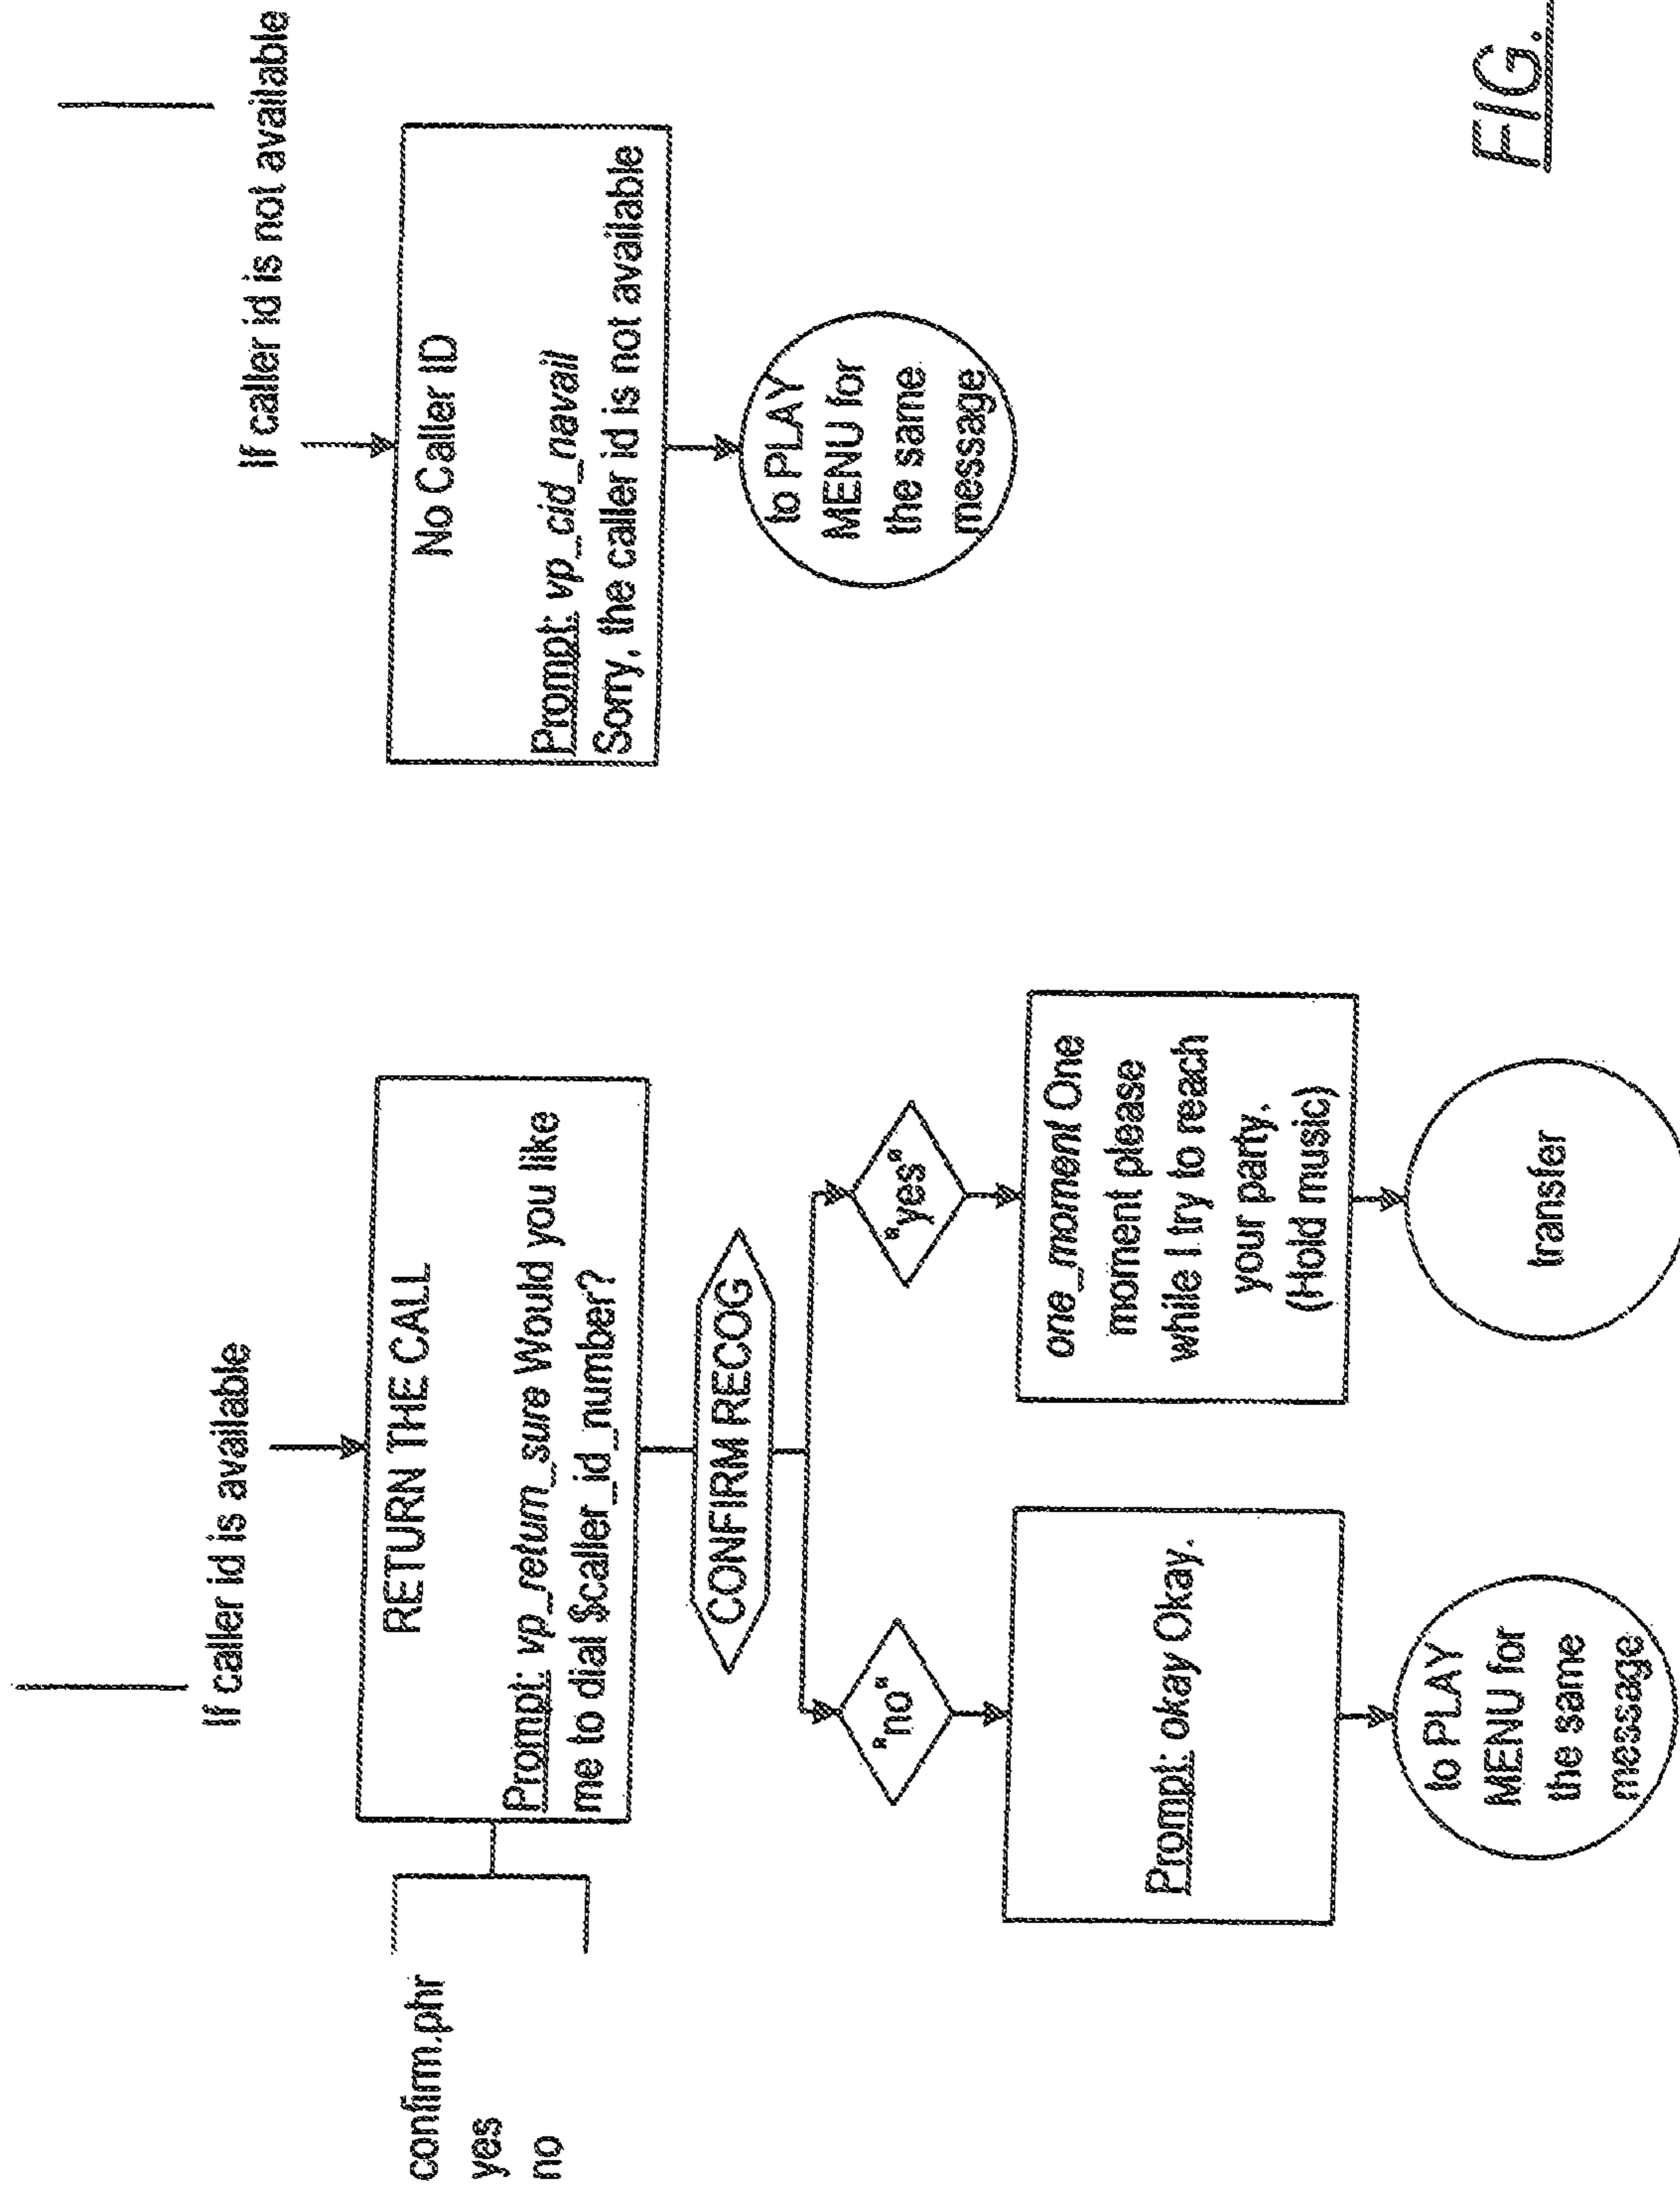 If caller id is available
RETURN THE CALL
Prompt: vp_return_sure Would you like
me to dial $caller_id_number?
confirm.phr
yes
no
CONFIRM RECOG
"no"
"yes"
Prompt: okay Okay.
one_moment One
moment please
while I try to reach
your party.
(Hold music)
to PLAY
MENU for
the same
message
transfer
If caller id is not available
No Caller ID
Prompt: vp_cid_navail
Sorry, the caller id is not available
to PLAY
MENU for
the same
message
FIG.